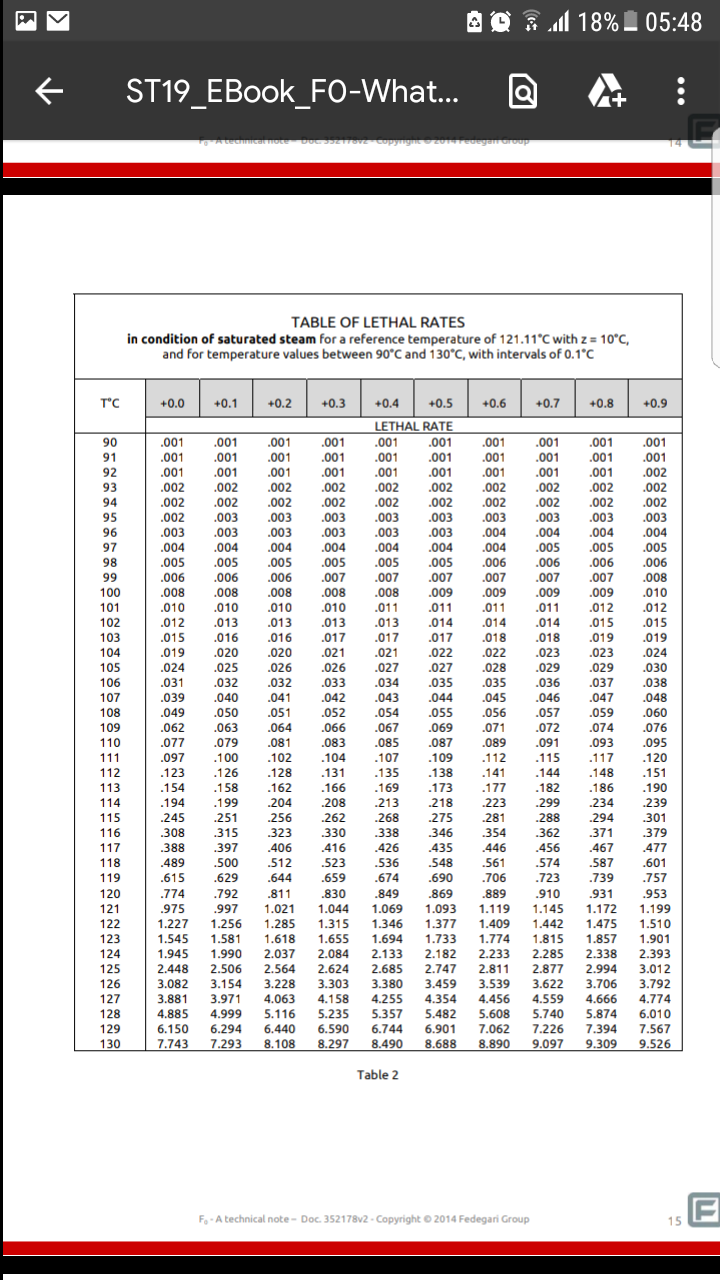 18% 05:48
ST19_EBook_F0-What...
F₀ - A technical note – Doc. 352178v2 - Copyright © 2014 Fedegari Group 14
TABLE OF LETHAL RATES
in condition of saturated steam for a reference temperature of 121.11°C with z = 10°C,
and for temperature values between 90°C and 130°C, with intervals of 0.1°C
T°C +0.0 +0.1 +0.2 +0.3 +0.4 +0.5 +0.6 +0.7 +0.8 +0.9
LETHAL RATE
90 .001 .001 .001 .001 .001 .001 .001 .001 .001 .001
91 .001 .001 .001 .001 .001 .001 .001 .001 .001 .001
92 .001 .001 .001 .001 .001 .001 .001 .001 .001 .002
93 .002 .002 .002 .002 .002 .002 .002 .002 .002 .002
94 .002 .002 .002 .002 .002 .002 .002 .002 .002 .002
95 .002 .003 .003 .003 .003 .003 .003 .003 .003 .003
96 .003 .003 .003 .003 .003 .003 .004 .004 .004 .004
97 .004 .004 .004 .004 .004 .004 .004 .005 .005 .005
98 .005 .005 .005 .005 .005 .005 .006 .006 .006 .006
99 .006 .006 .006 .007 .007 .007 .007 .007 .007 .008
100 .008 .008 .008 .008 .008 .009 .009 .009 .009 .010
101 .010 .010 .010 .010 .011 .011 .011 .011 .012 .012
102 .012 .013 .013 .013 .013 .014 .014 .014 .015 .015
103 .015 .016 .016 .017 .017 .017 .018 .018 .019 .019
104 .019 .020 .020 .021 .021 .022 .022 .023 .023 .024
105 .024 .025 .026 .026 .027 .027 .028 .029 .029 .030
106 .031 .032 .032 .033 .034 .035 .035 .036 .037 .038
107 .039 .040 .041 .042 .043 .044 .045 .046 .047 .048
108 .049 .050 .051 .052 .054 .055 .056 .057 .059 .060
109 .062 .063 .064 .066 .067 .069 .071 .072 .074 .076
110 .077 .079 .081 .083 .085 .087 .089 .091 .093 .095
111 .097 .100 .102 .104 .107 .109 .112 .115 .117 .120
112 .123 .126 .128 .131 .135 .138 .141 .144 .148 .151
113 .154 .158 .162 .166 .169 .173 .177 .182 .186 .190
114 .194 .199 .204 .208 .213 .218 .223 .299 .234 .239
115 .245 .251 .256 .262 .268 .275 .281 .288 .294 .301
116 .308 .315 .323 .330 .338 .346 .354 .362 .371 .379
117 .388 .397 .406 .416 .426 .435 .446 .456 .467 .477
118 .489 .500 .512 .523 .536 .548 .561 .574 .587 .601
119 .615 .629 .644 .659 .674 .690 .706 .723 .739 .757
120 .774 .792 .811 .830 .849 .869 .889 .910 .931 .953
121 .975 .997 1.021 1.044 1.069 1.093 1.119 1.145 1.172 1.199
122 1.227 1.256 1.285 1.315 1.346 1.377 1.409 1.442 1.475 1.510
123 1.545 1.581 1.618 1.655 1.694 1.733 1.774 1.815 1.857 1.901
124 1.945 1.990 2.037 2.084 2.133 2.182 2.233 2.285 2.338 2.393
125 2.448 2.506 2.564 2.624 2.685 2.747 2.811 2.877 2.994 3.012
126 3.082 3.154 3.228 3.303 3.380 3.459 3.539 3.622 3.706 3.792
127 3.881 3.971 4.063 4.158 4.255 4.354 4.456 4.559 4.666 4.774
128 4.885 4.999 5.116 5.235 5.357 5.482 5.608 5.740 5.874 6.010
129 6.150 6.294 6.440 6.590 6.744 6.901 7.062 7.226 7.394 7.567
130 7.743 7.293 8.108 8.297 8.490 8.688 8.890 9.097 9.309 9.526
Table 2
F₀ - A technical note – Doc. 352178v2 - Copyright © 2014 Fedegari Group 15